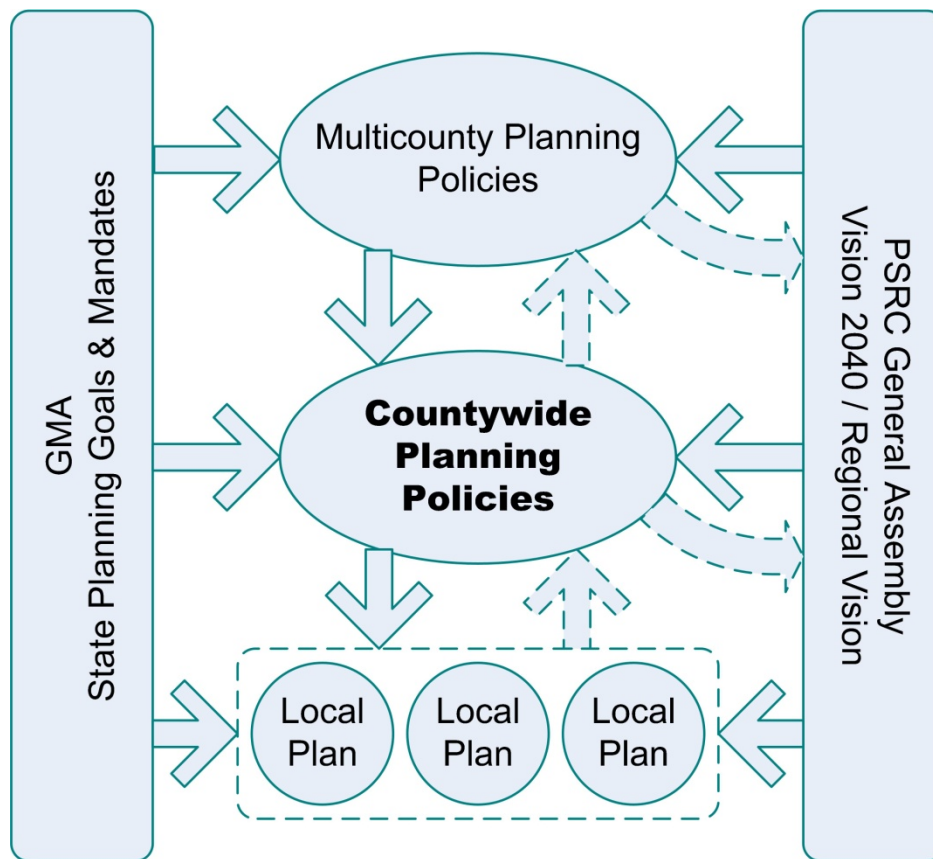 GMA
State Planning Goals & Mandates
Multicounty Planning
Policies
Countywide
Planning
Policies
Local
Plan
Local
Plan
Local
Plan
PSRC General Assembly
Vision 2040 / Regional Vision